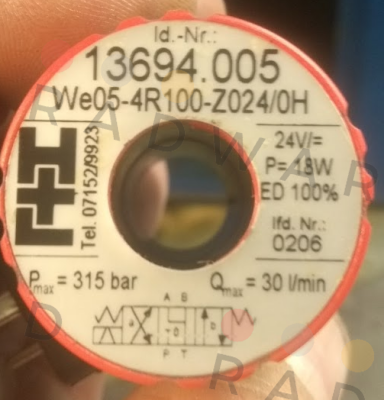 Id.-Nr.:
13694.005
We05-4R100-Z024/0H
24V/=
P= 18W
ED 100%
lfd. Nr.:
0206
Tel. 07152/9923
Pmax = 315 bar
Qmax = 30 l/min
A B
a
b
P T